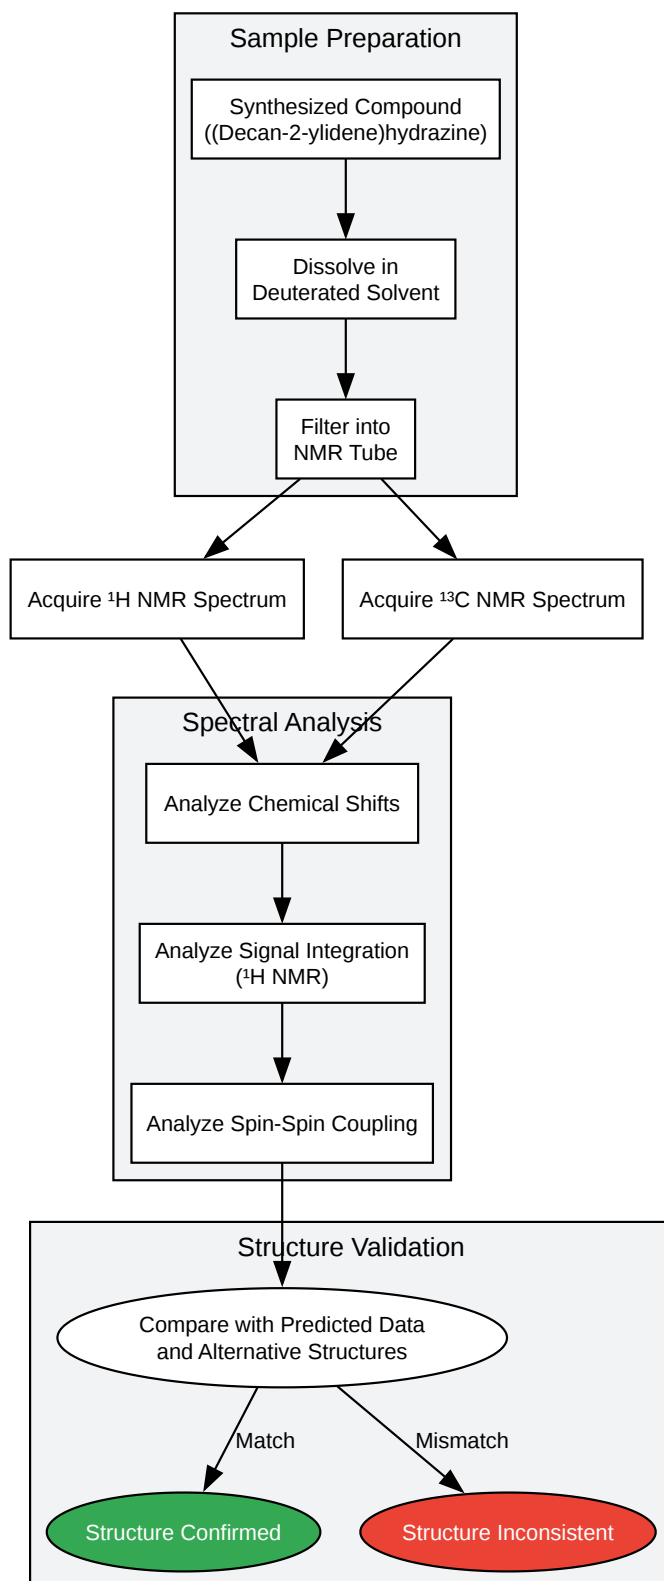 Sample Preparation
Synthesized Compound
((Decan-2-ylidene)hydrazine)
Dissolve in
Deuterated Solvent
Filter into
NMR Tube
Acquire ¹H NMR Spectrum
Acquire ¹³C NMR Spectrum
Spectral Analysis
Analyze Chemical Shifts
Analyze Signal Integration
(¹H NMR)
Analyze Spin-Spin Coupling
Structure Validation
Compare with Predicted Data
and Alternative Structures
Match
Mismatch
Structure Confirmed
Structure Inconsistent